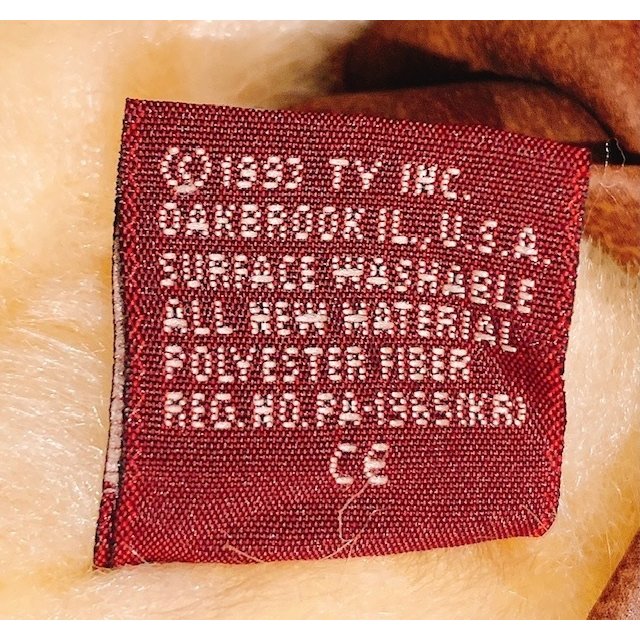 © 1993 TY INC.
OAKBROOK IL., U.S.A.
SURFACE WASHABLE
ALL NEW MATERIAL
POLYESTER FIBER
REG.NO.PA-1965(KR)
CE